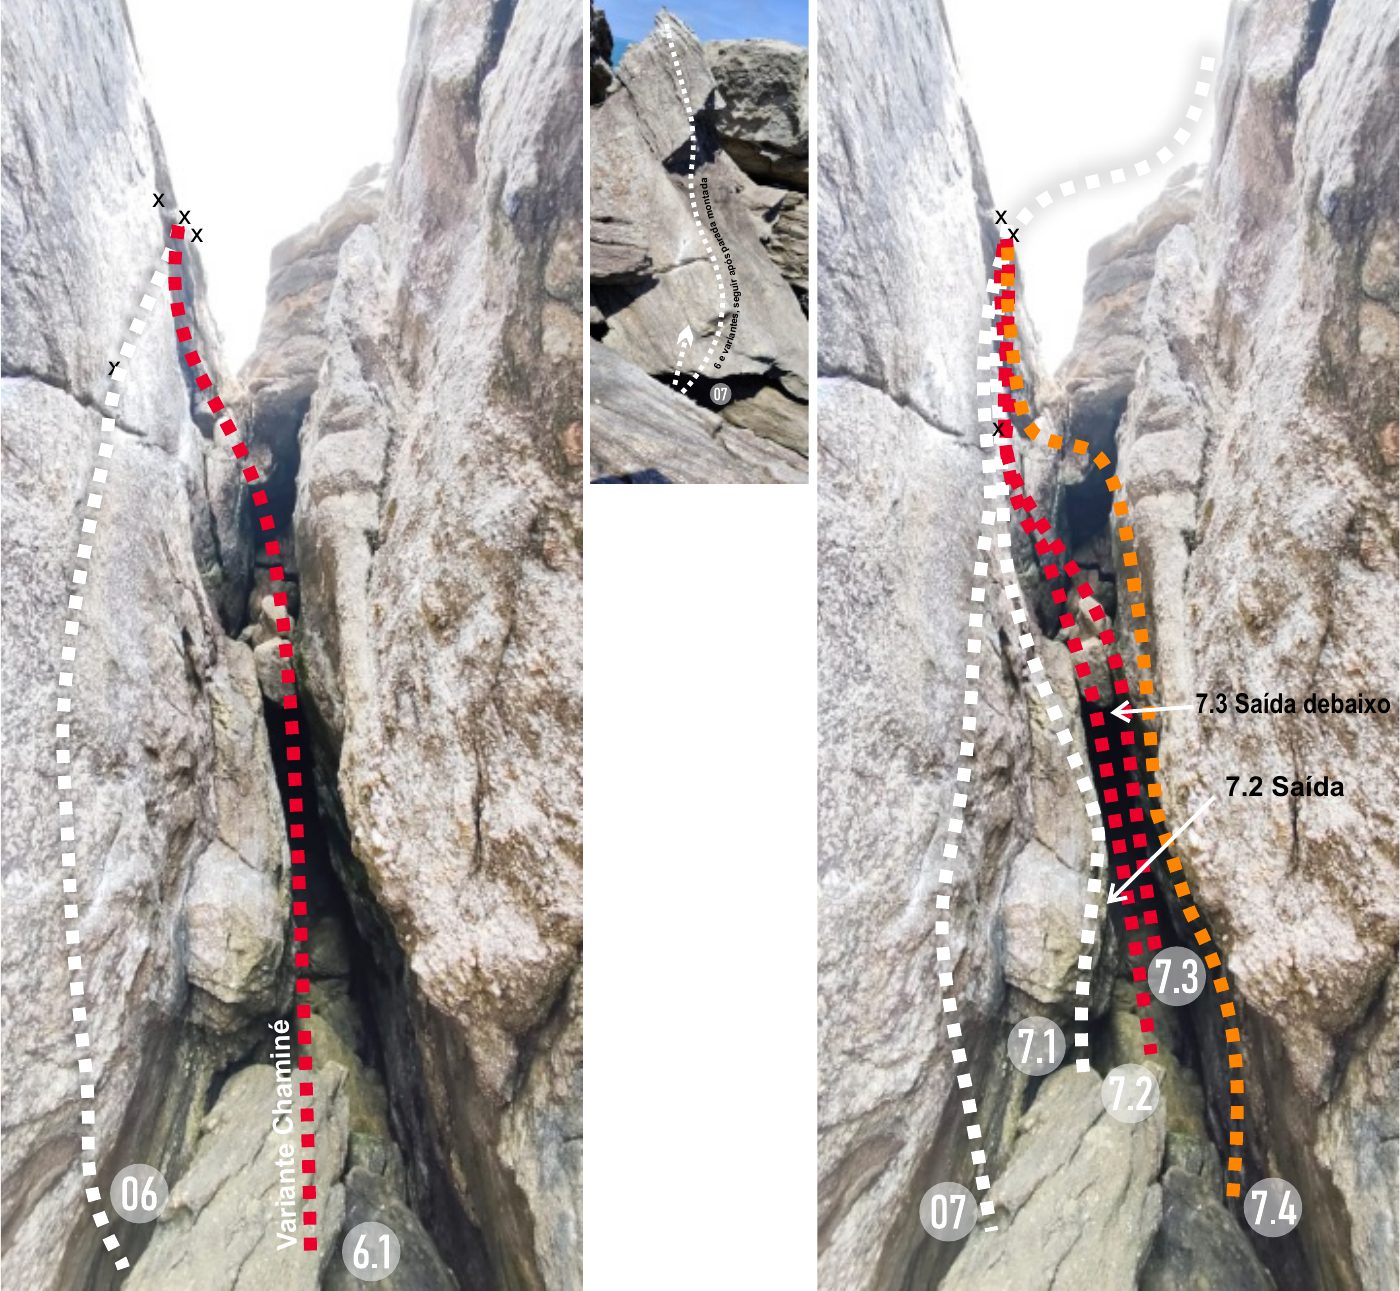 x
x
x
x
Variante Chaminé
06
6.1
6 e variantes, seguir após parada montada
07
x
x
x
7.3 Saída debaixo
7.2 Saída
7.3
7.1
7.2
07
7.4